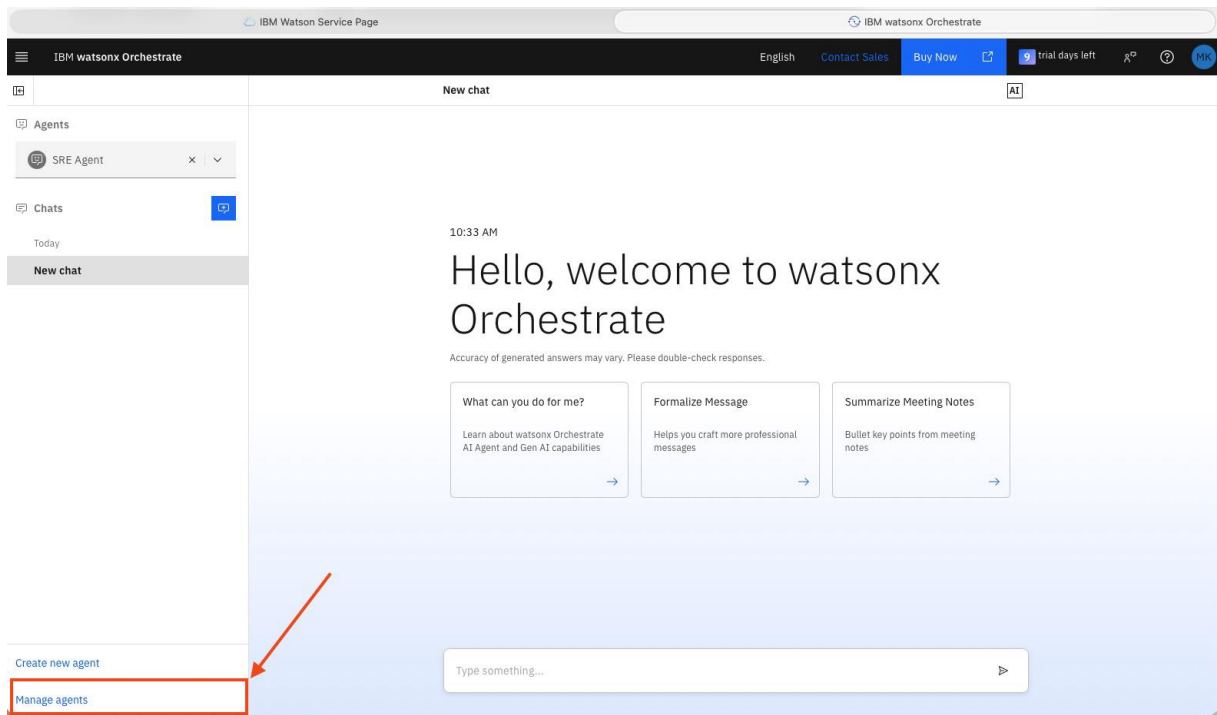 IBM Watson Service Page
IBM watsonx Orchestrate
IBM watsonx Orchestrate
English
Contact Sales
Buy Now
9 trial days left
MK
New chat
AI
Agents
SRE Agent
Chats
Today
New chat
10:33 AM
Hello, welcome to watsonx
Orchestrate
Accuracy of generated answers may vary. Please double-check responses.
What can you do for me?
Learn about watsonx Orchestrate
AI Agent and Gen AI capabilities
Formalize Message
Helps you craft more professional
messages
Summarize Meeting Notes
Bullet key points from meeting
notes
Create new agent
Manage agents
Type something...